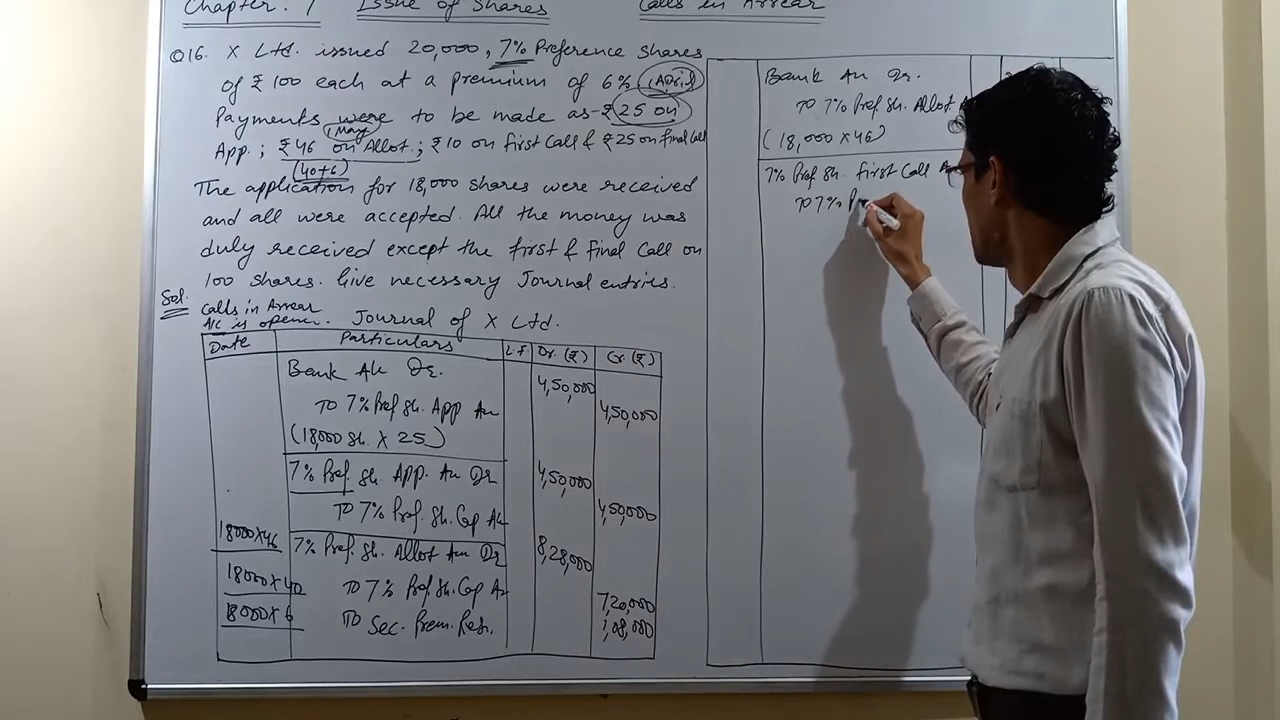 Chapter. 7 Issue of Shares Calls in Arrear
Q16. X Ltd. issued 20,000, 7% Preference shares
of ₹ 100 each at a premium of 6%
Payments were to be made as - ₹ 25 on
App; ₹ 46 on Allot.; ₹ 10 on first Call & ₹ 25 on final Call
(40+6)
The application for 18,000 shares were received
and all were accepted. All the money was
duly received except the first & final Call on
100 shares. Give necessary Journal entries.
Sol. Calls in Arrear
A/c is open. Journal of X Ltd.
Date Particulars L.F Dr. (₹) Cr. (₹)
Bank A/c Dr. 4,50,000
To 7% Pref Sh. App A/c 4,50,000
(18000 Sh. X 25)
7% Pref. Sh. App. A/c Dr 4,50,000
To 7% Pref. Sh. Cap A/c 4,50,000
18000X46 7% Pref. Sh. Allot A/c Dr 8,28,000
18000X40 To 7% Pref. Sh. Cap A/c 7,20,000
18000X6 To Sec. Prem. Res. 1,08,000
Bank A/c Dr.
To 7% Pref. Sh. Allot
(18,000 X 46)
7% Pref Sh. first Call
To 7% P